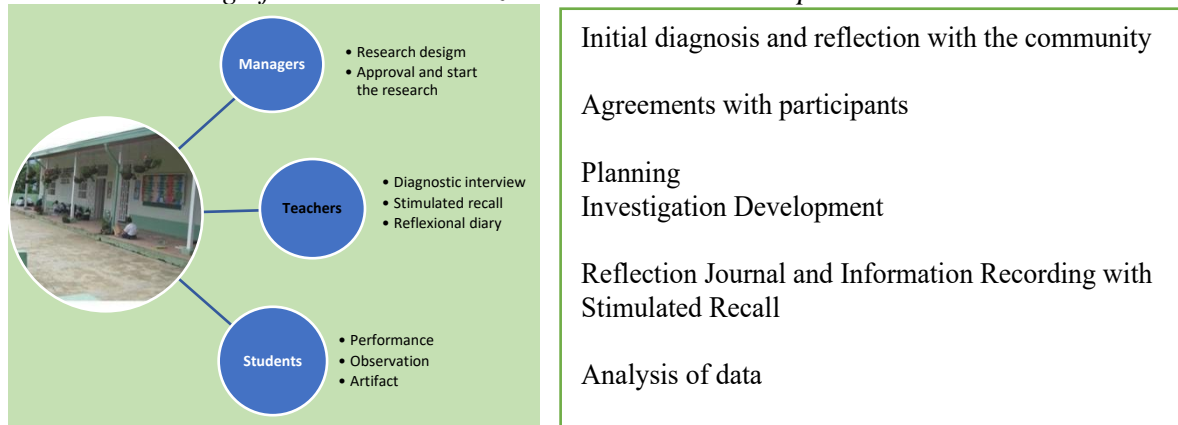 Managers
• Research desigm
• Approval and start
the research
Teachers
• Diagnostic interview
• Stimulated recall
• Reflexional diary
Students
• Performance
• Observation
• Artifact
Initial diagnosis and reflection with the community
Agreements with participants
Planning
Investigation Development
Reflection Journal and Information Recording with
Stimulated Recall
Analysis of data